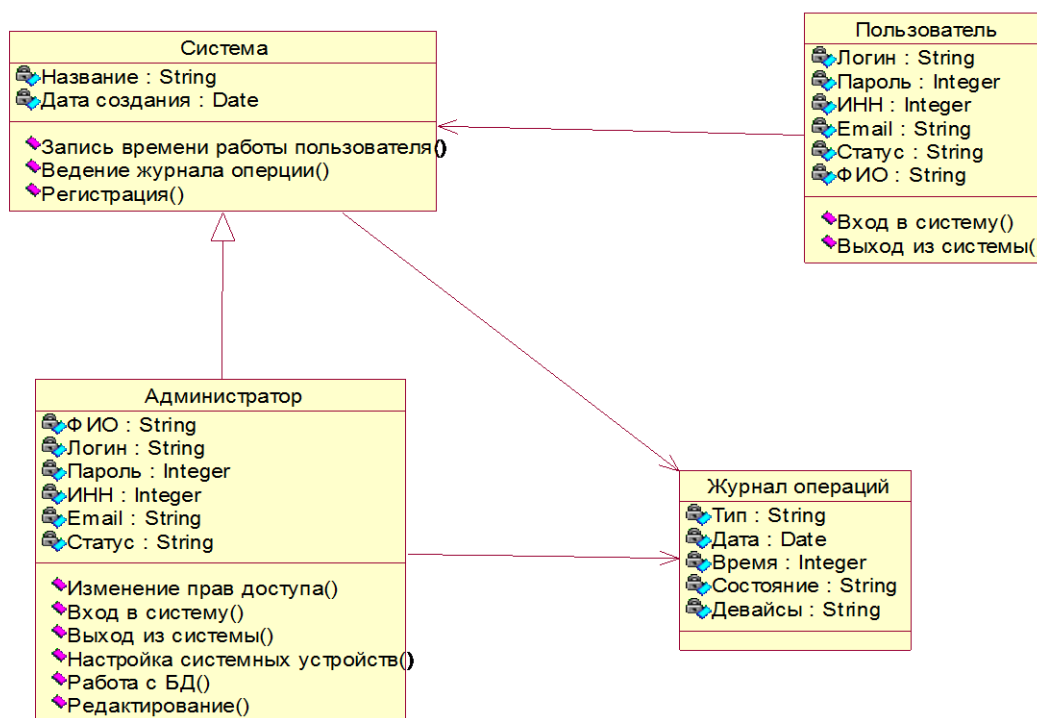 Система
Название : String
Дата создания : Date
Запись времени работы пользователя()
Ведение журнала оперции()
Регистрация()
Пользователь
Логин : String
Пароль : Integer
ИНН : Integer
Email : String
Статус : String
ФИО : String
Вход в систему()
Выход из системы(
Администратор
ФИО : String
Логин : String
Пароль : Integer
ИНН : Integer
Email : String
Статус : String
Изменение прав доступа()
Вход в систему()
Выход из системы()
Настройка системных устройств()
Работа с БД()
Редактирование()
Журнал операций
Тип : String
Дата : Date
Время : Integer
Состояние : String
Девайсы : String